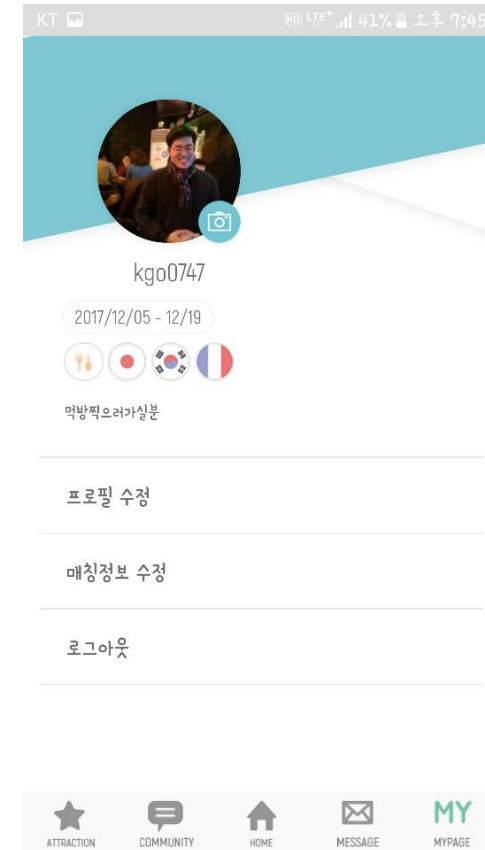 KT HD LTE+ 41% 오후 7:45
kgo0747
2017/12/05 - 12/19
먹방찍으러가실분
프로필 수정
매칭정보 수정
로그아웃
ATTRACTION COMMUNITY HOME MESSAGE MY MYPAGE